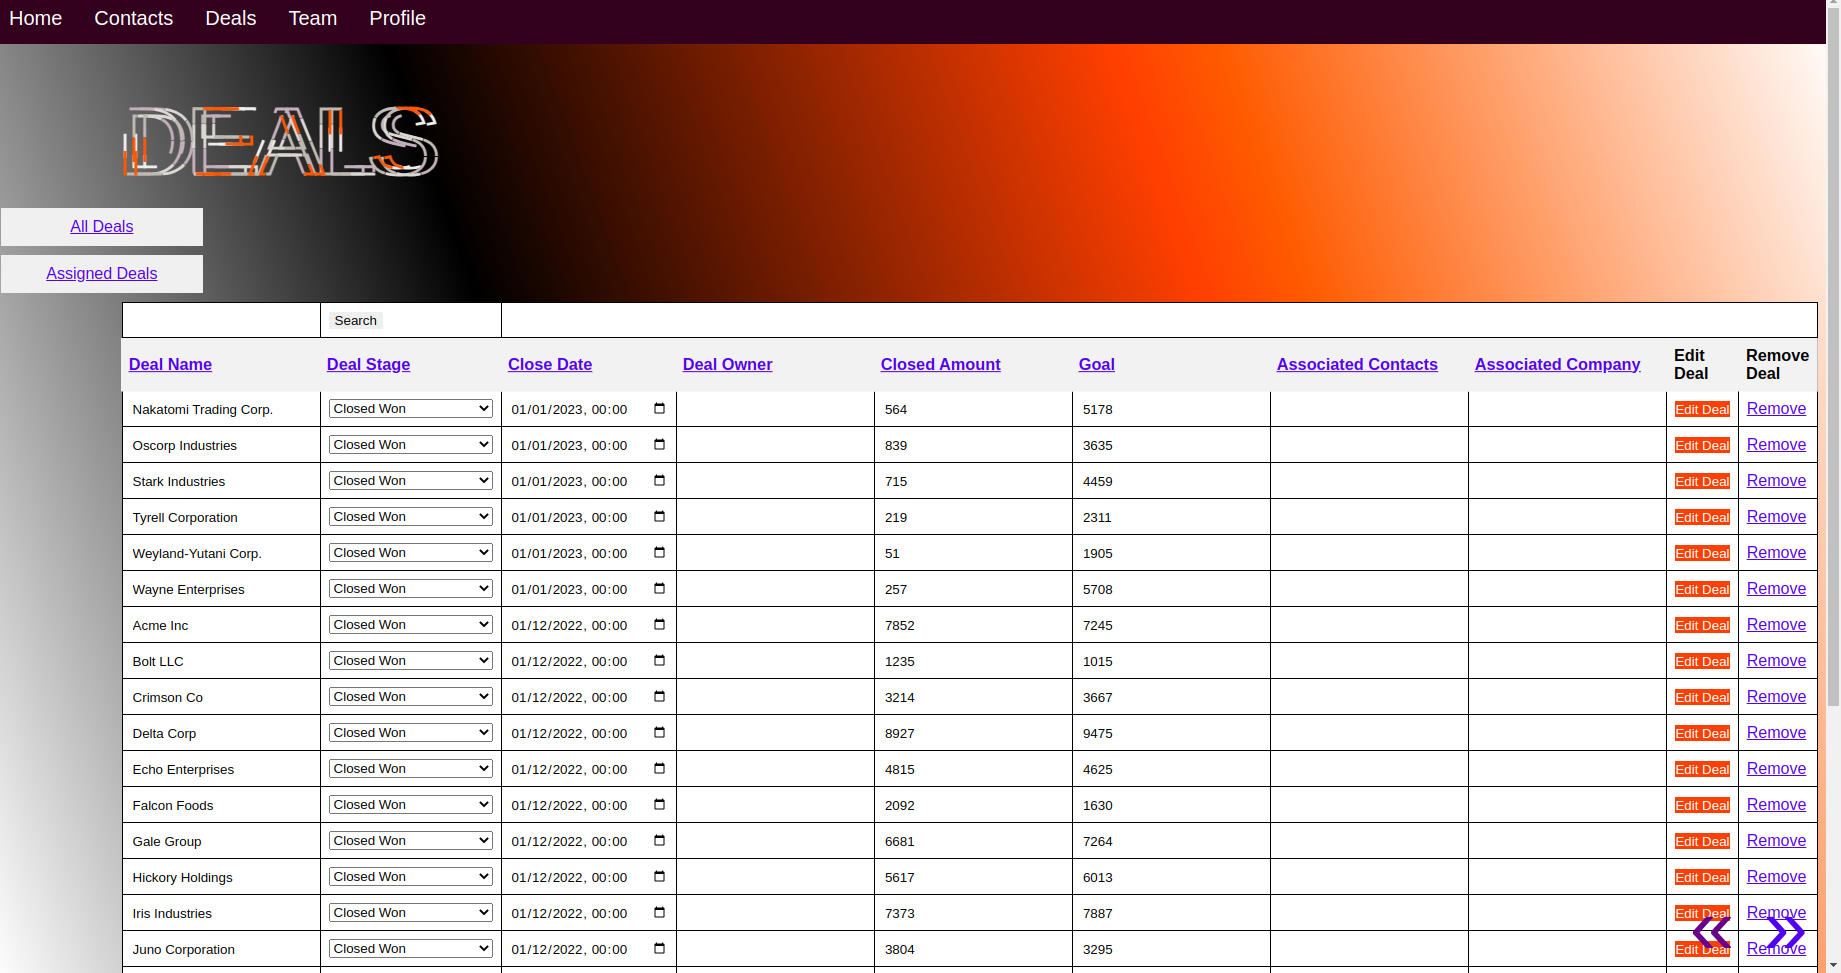 Home Contacts Deals Team Profile
DEALS
All Deals
Assigned Deals
Search
Deal Name Deal Stage Close Date Deal Owner Closed Amount Goal Associated Contacts Associated Company Edit Deal Remove Deal
Nakatomi Trading Corp. Closed Won 01/01/2023, 00:00 564 5178 Edit Deal Remove
Oscorp Industries Closed Won 01/01/2023, 00:00 839 3635 Edit Deal Remove
Stark Industries Closed Won 01/01/2023, 00:00 715 4459 Edit Deal Remove
Tyrell Corporation Closed Won 01/01/2023, 00:00 219 2311 Edit Deal Remove
Weyland-Yutani Corp. Closed Won 01/01/2023, 00:00 51 1905 Edit Deal Remove
Wayne Enterprises Closed Won 01/01/2023, 00:00 257 5708 Edit Deal Remove
Acme Inc Closed Won 01/12/2022, 00:00 7852 7245 Edit Deal Remove
Bolt LLC Closed Won 01/12/2022, 00:00 1235 1015 Edit Deal Remove
Crimson Co Closed Won 01/12/2022, 00:00 3214 3667 Edit Deal Remove
Delta Corp Closed Won 01/12/2022, 00:00 8927 9475 Edit Deal Remove
Echo Enterprises Closed Won 01/12/2022, 00:00 4815 4625 Edit Deal Remove
Falcon Foods Closed Won 01/12/2022, 00:00 2092 1630 Edit Deal Remove
Gale Group Closed Won 01/12/2022, 00:00 6681 7264 Edit Deal Remove
Hickory Holdings Closed Won 01/12/2022, 00:00 5617 6013 Edit Deal Remove
Iris Industries Closed Won 01/12/2022, 00:00 7373 7887 Edit Deal Remove
Juno Corporation Closed Won 01/12/2022, 00:00 3804 3295 Edit Deal Remove